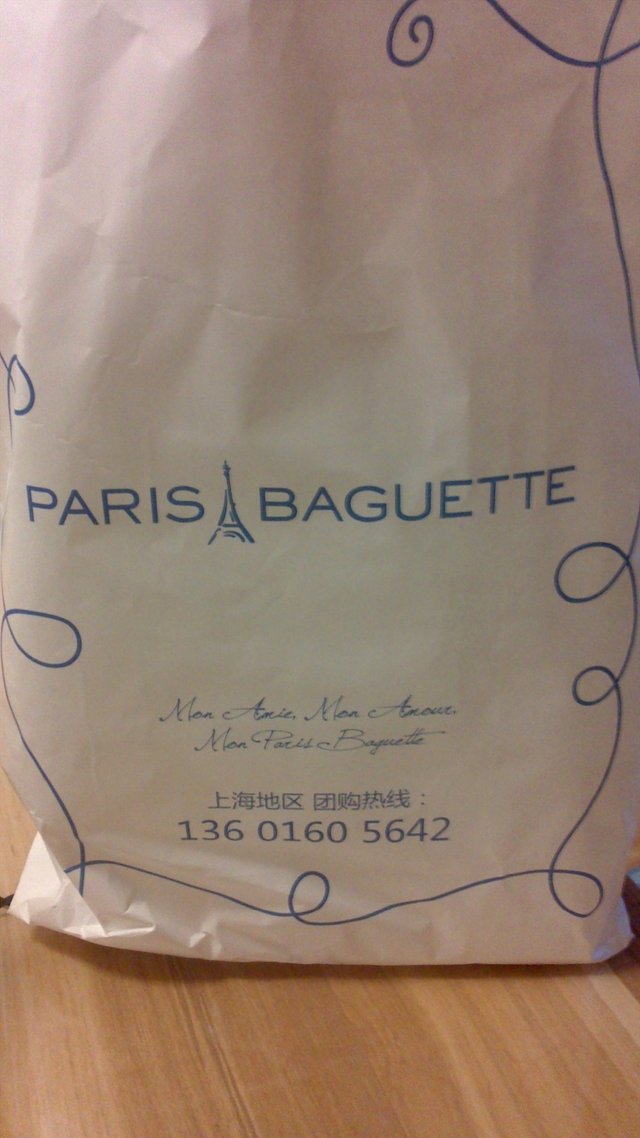 PARIS BAGUETTE
Mon Amie, Mon Amour,
Mon Paris Baguette
上海地区 团购热线：
136 0160 5642